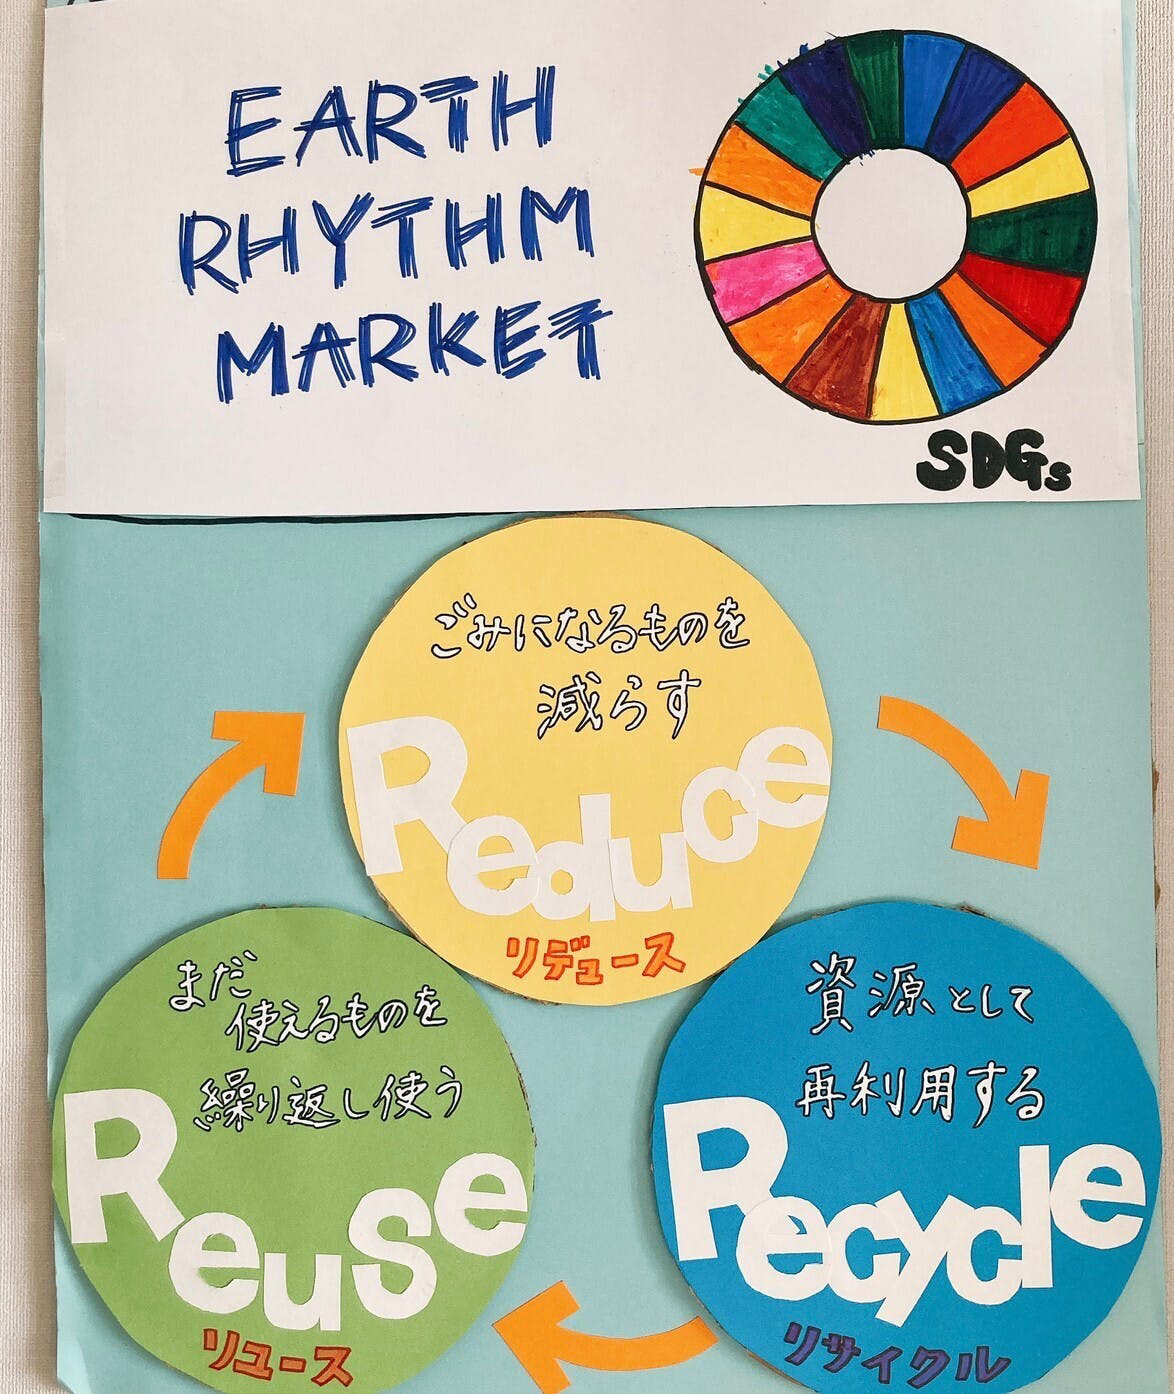 EARTH
RHYTHM
MARKET
SDGs
ごみになるものを
減らす
Reduce
リデュース
まだ
使えるものを
繰り返し使う
Reuse
リユース
資源として
再利用する
Recycle
リサイクル